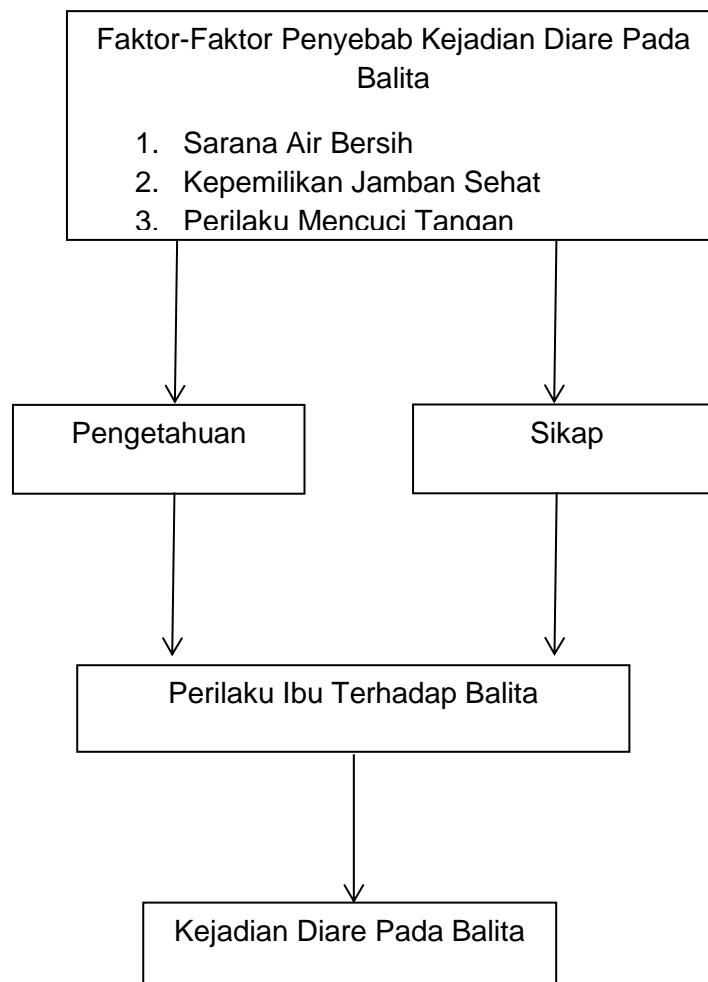 Faktor-Faktor Penyebab Kejadian Diare Pada
Balita
1. Sarana Air Bersih
2. Kepemilikan Jamban Sehat
3. Perilaku Mencuci Tangan
Pengetahuan
Sikap
Perilaku Ibu Terhadap Balita
Kejadian Diare Pada Balita